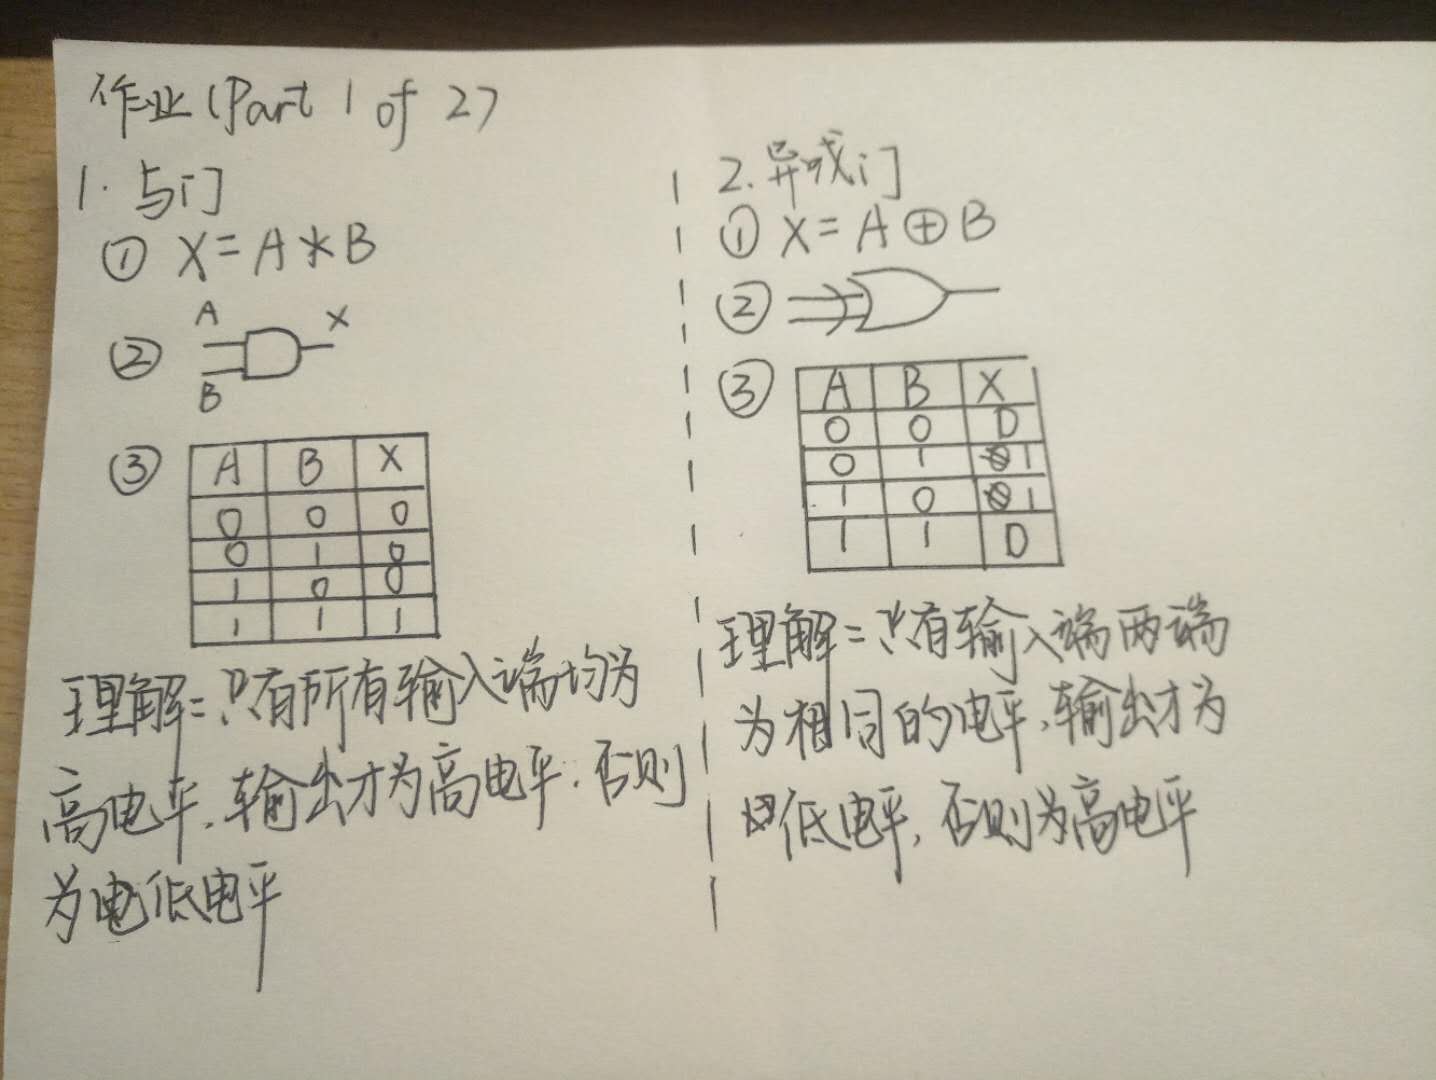 作业(Part 1 of 2)
1. 与门
① X=A*B
②
A X
B
③
A B X
0 0 0
0 1 0
1 0 0
1 1 1
理解:只有所有输入端均为
高电平,输出才为高电平.否则
为低电平
2. 异或门
① X=A⊕B
②
③
A B X
0 0 0
0 1 1
1 0 1
1 1 0
理解:只有输入端两端
为相同的电平,输出才为
低电平,否则为高电平